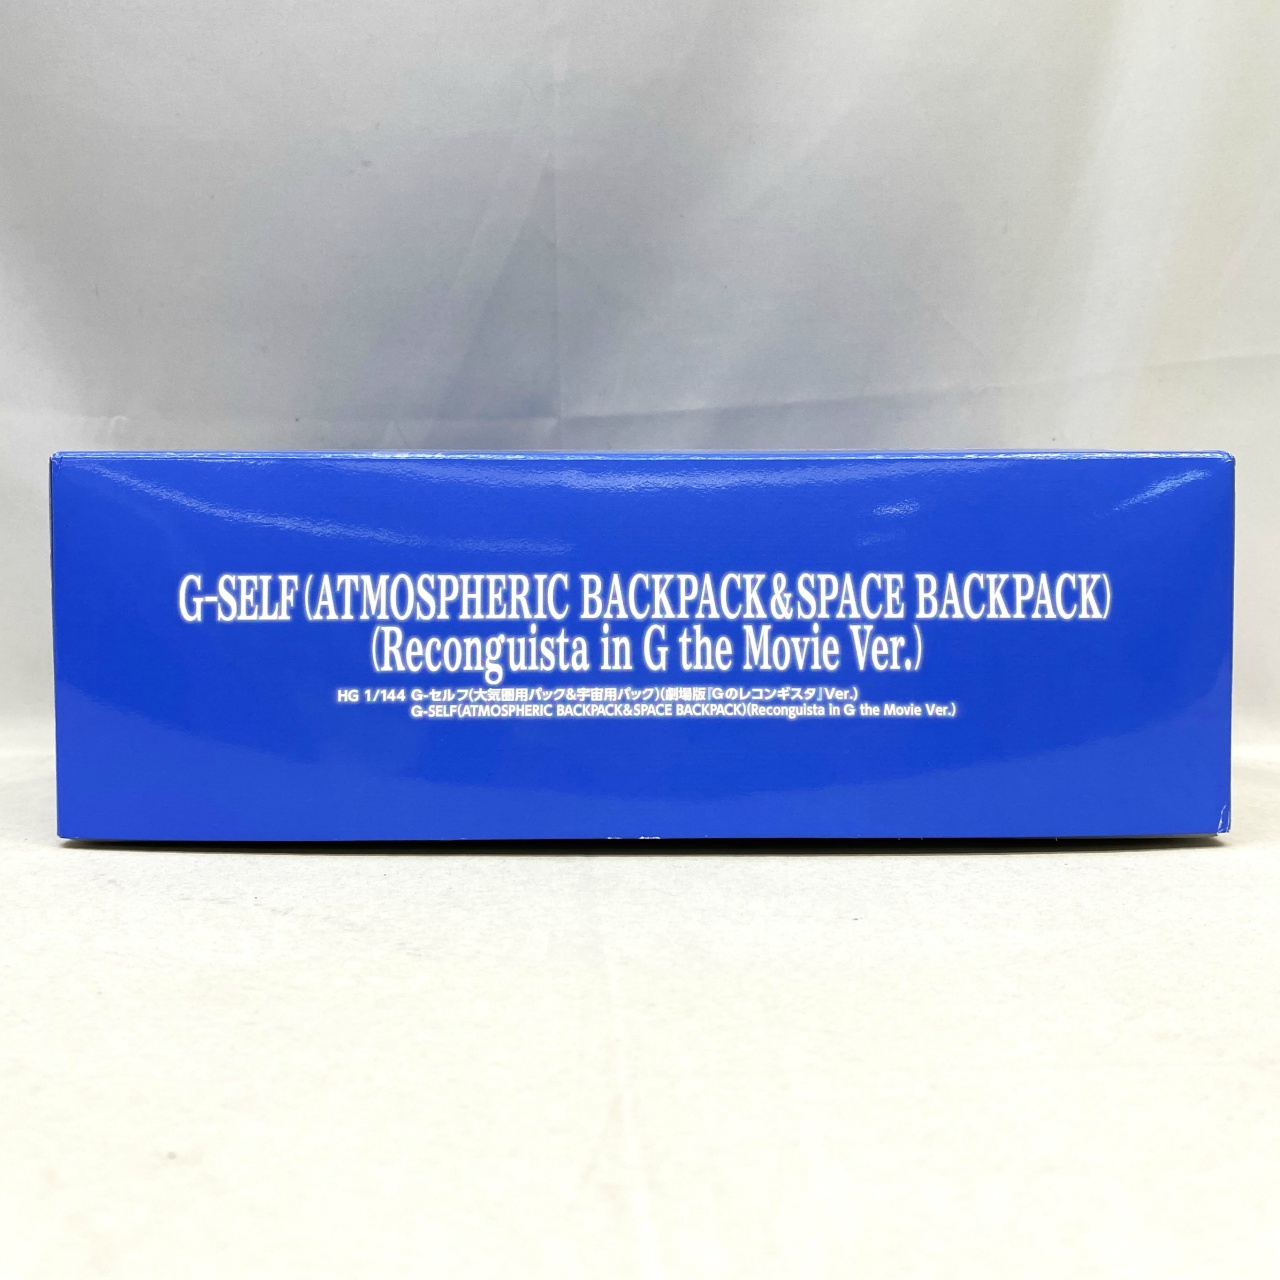 G-SELF(ATMOSPHERIC BACKPACK&SPACE BACKPACK)
(Reconguista in G the Movie Ver.)
HG 1/144 G-セルフ(大気圏用パック&宇宙用パック)(劇場版『Gのレコンギスタ』Ver.)
G-SELF(ATMOSPHERIC BACKPACK&SPACE BACKPACK)(Reconguista in G the Movie Ver.)